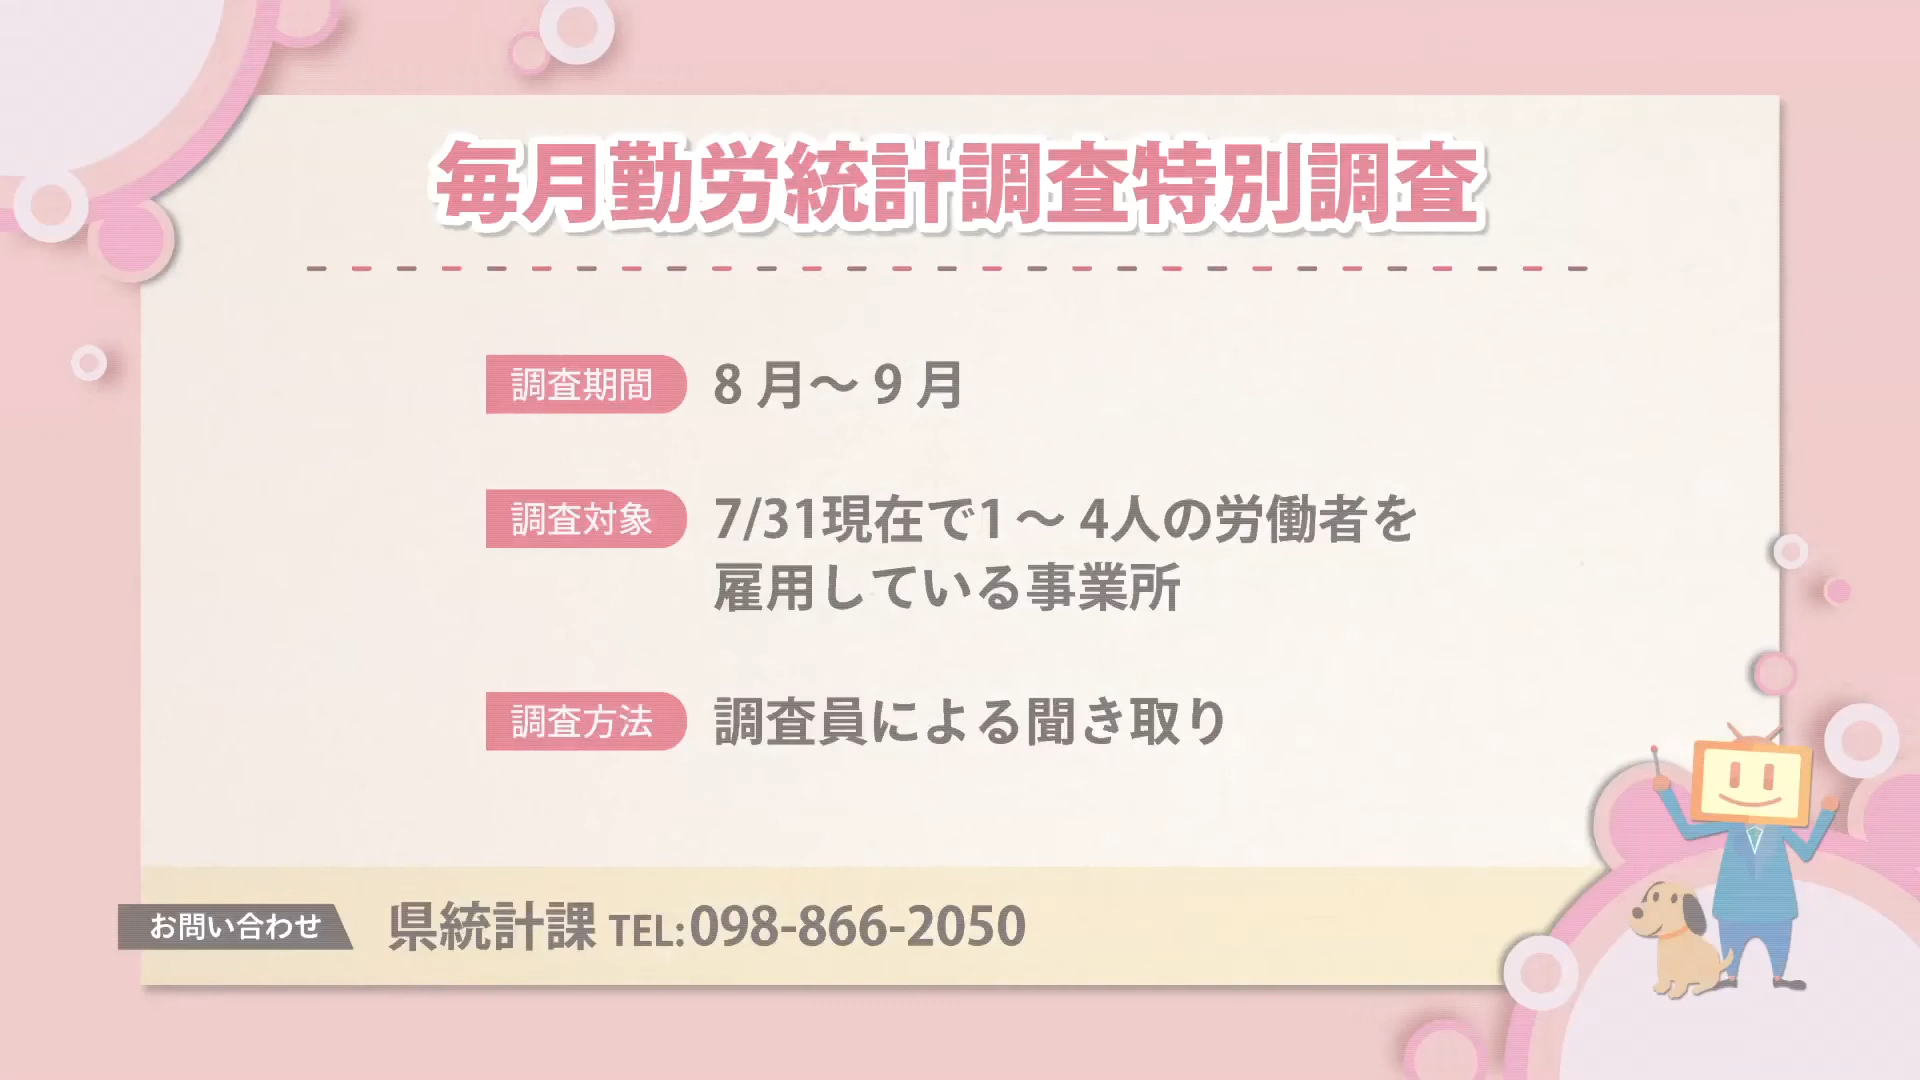 毎月勤労統計調査特別調査
調査期間 8月～9月
調査対象 7/31現在で1～4人の労働者を
雇用している事業所
調査方法 調査員による聞き取り
お問い合わせ 県統計課 TEL:098-866-2050